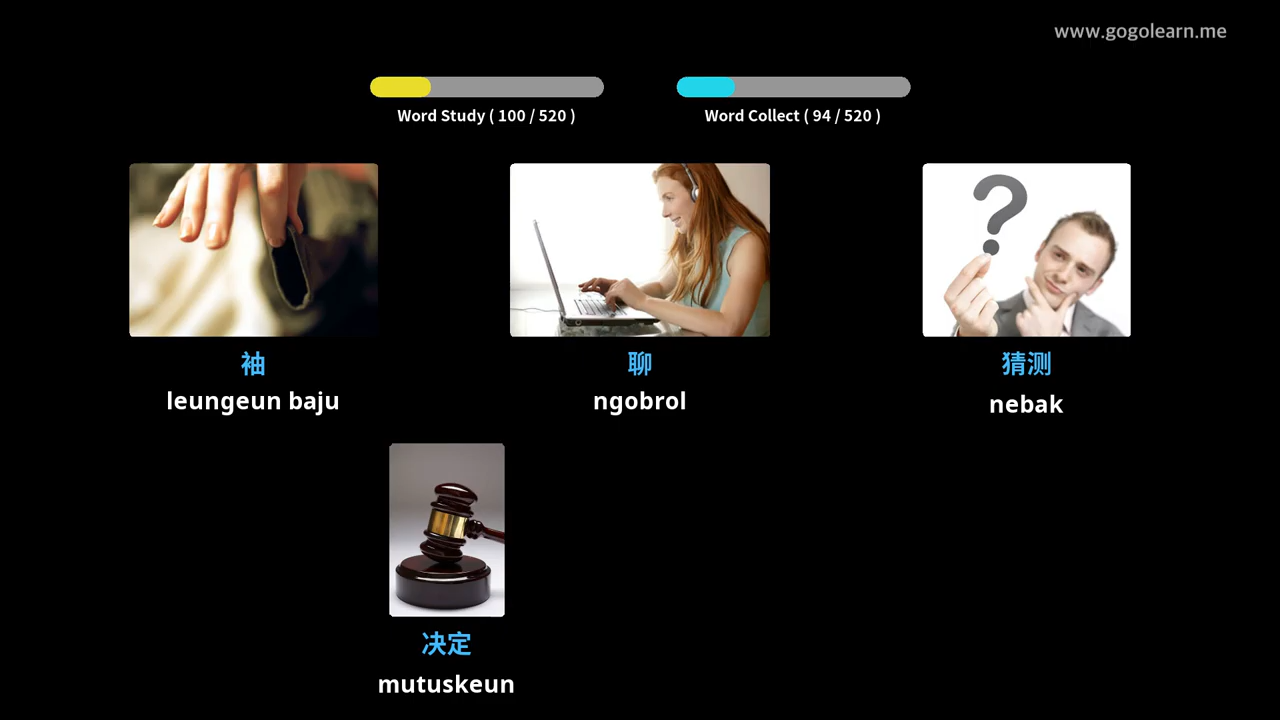 www.gogolearn.me
Word Study ( 100 / 520 )
Word Collect ( 94 / 520 )
袖
leungeun baju
聊
ngobrol
猜测
nebak
决定
mutuskeun